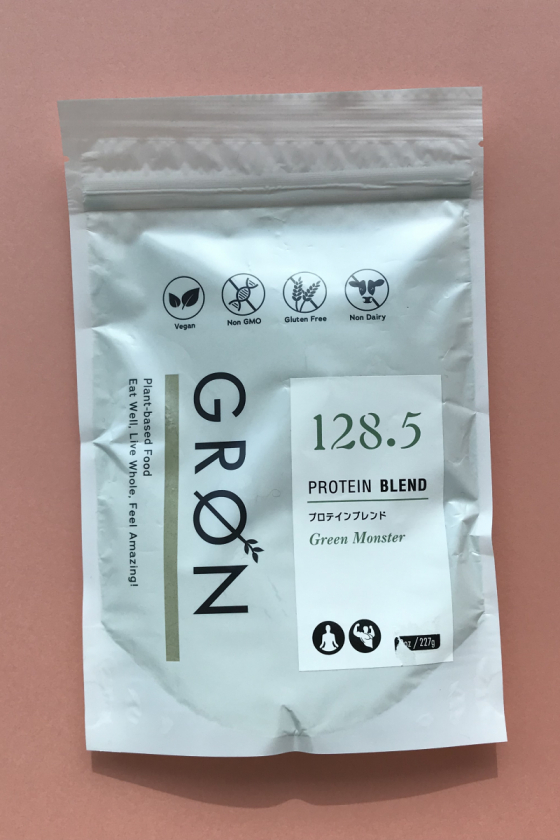 Vegan
Non GMO
Gluten Free
Non Dairy
Plant-based Food
Eat Well, Live Whole, Feel Amazing!
GRØN
128.5
PROTEIN BLEND
プロテインブレンド
Green Monster
oz / 227g